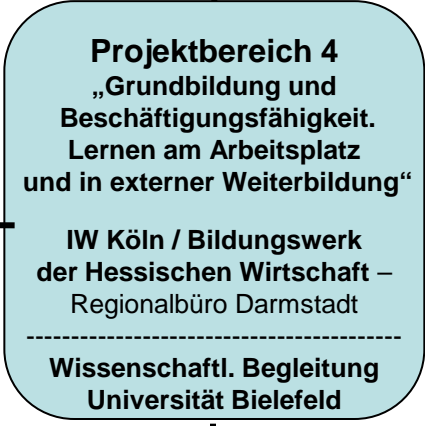 Projektbereich 4
„Grundbildung und
Beschäftigungsfähigkeit.
Lernen am Arbeitsplatz
und in externer Weiterbildung“
IW Köln / Bildungswerk
der Hessischen Wirtschaft –
Regionalbüro Darmstadt
------------------------------------------
Wissenschaftl. Begleitung
Universität Bielefeld